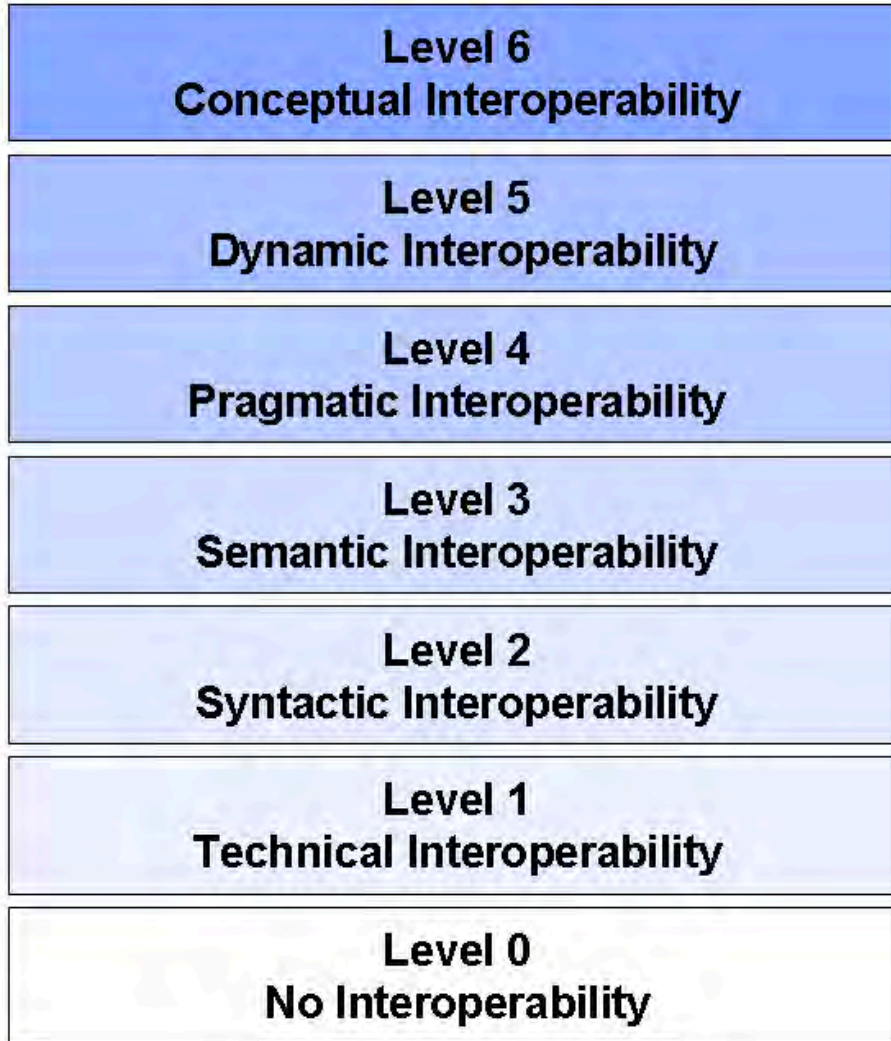 Level 6
Conceptual Interoperability
Level 5
Dynamic Interoperability
Level 4
Pragmatic Interoperability
Level 3
Semantic Interoperability
Level 2
Syntactic Interoperability
Level 1
Technical Interoperability
Level 0
No Interoperability